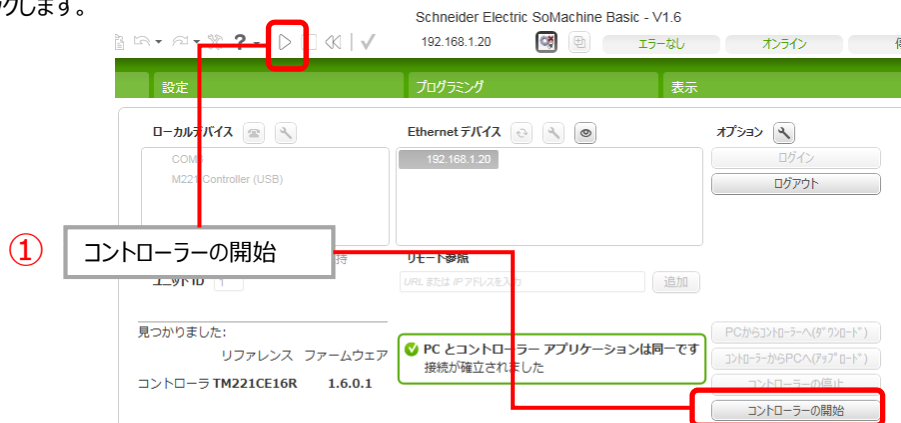 クします。
Schneider Electric SoMachine Basic - V1.6
? 192.168.1.20 エラーなし オンライン
設定 プログラミング 表示
ローカルデバイス Ethernet デバイス オプション
COM 192.168.1.20 ログイン
M221 Controller (USB) ログアウト
① コントローラーの開始
持 リモート参照
ユニット ID 1 URL または IP アドレスを入力 追加
見つかりました:
リファレンス ファームウェア
コントローラ TM221CE16R 1.6.0.1
PC とコントローラー アプリケーションは同一です
接続が確立されました
PCからコントローラーへ(ダウンロード)
コントローラーからPCへ(アップロード)
コントローラーの停止
コントローラーの開始